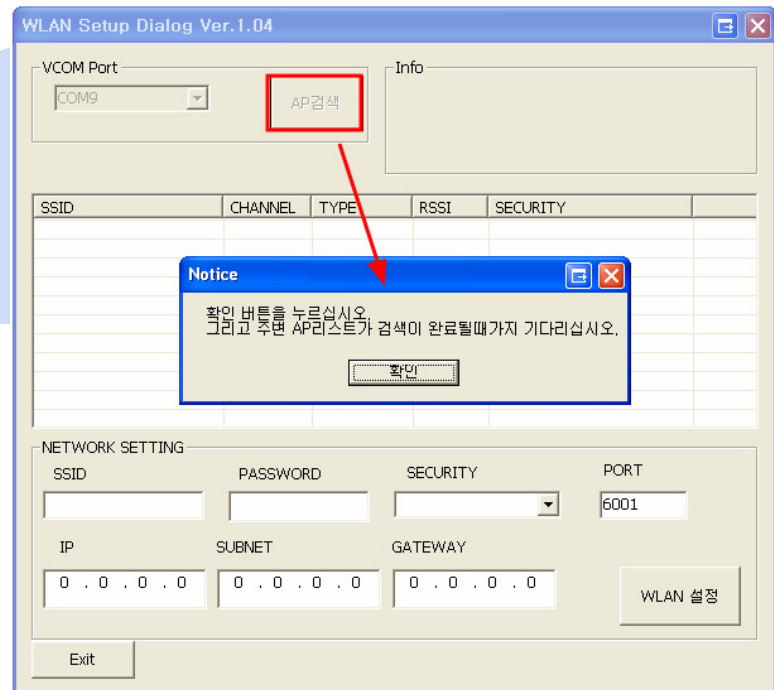 WLAN Setup Dialog Ver.1.04
VCOM Port
Info
COM9
AP검색
SSID CHANNEL TYPE RSSI SECURITY
Notice
확인 버튼을 누르십시오.
그리고 주변 AP리스트가 검색이 완료될때가지 기다리십시오.
확인
NETWORK SETTING
SSID PASSWORD SECURITY PORT
6001
IP SUBNET GATEWAY
0 . 0 . 0 . 0 0 . 0 . 0 . 0 0 . 0 . 0 . 0
WLAN 설정
Exit